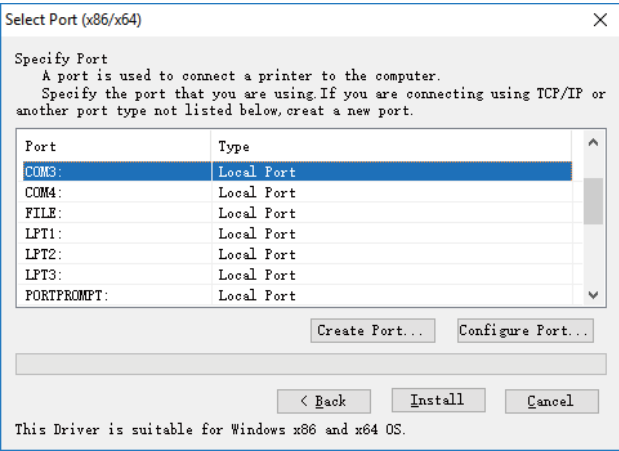 Select Port (x86/x64)
Specify Port
A port is used to connect a printer to the computer.
Specify the port that you are using.If you are connecting using TCP/IP or
another port type not listed below,creat a new port.
Port Type
COM3: Local Port
COM4: Local Port
FILE: Local Port
LPT1: Local Port
LPT2: Local Port
LPT3: Local Port
PORTPROMPT: Local Port
Create Port... Configure Port...
< Back Install Cancel
This Driver is suitable for Windows x86 and x64 OS.